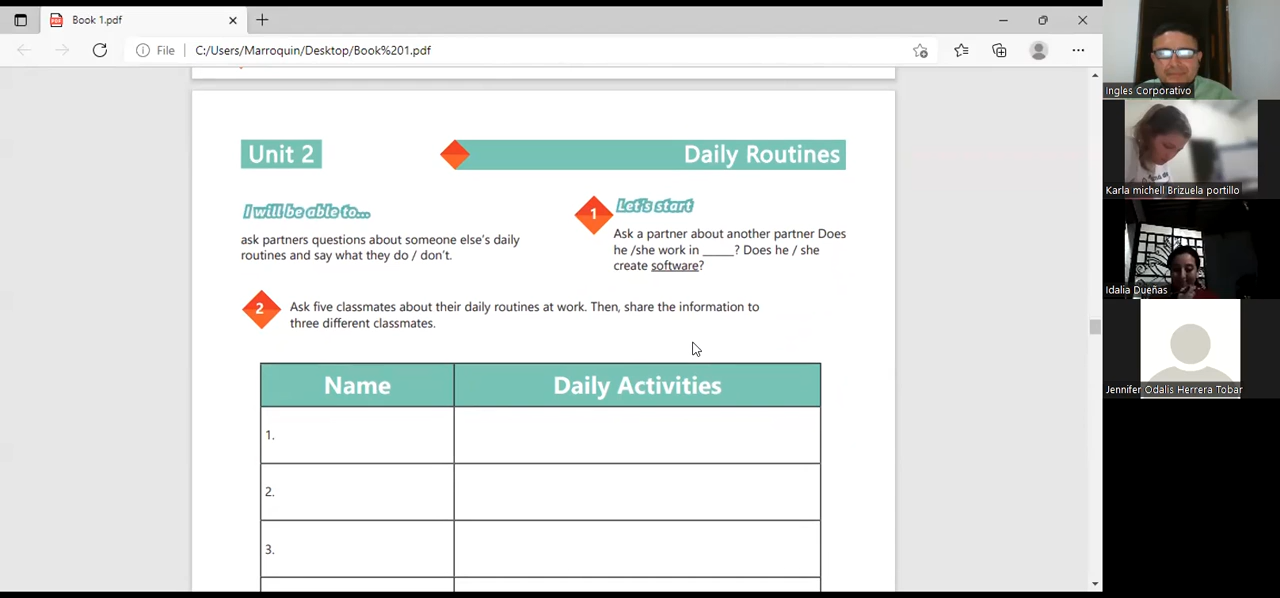 Book 1.pdf
File
C:/Users/Marroquin/Desktop/Book%201.pdf
Unit 2
Daily Routines
I will be able to...
ask partners questions about someone else's daily
routines and say what they do / don't.
1
Let's start
Ask a partner about another partner Does
he /she work in _____? Does he / she
create software?
2
Ask five classmates about their daily routines at work. Then, share the information to
three different classmates.
Name
Daily Activities
1.
2.
3.
Ingles Corporativo
Karla michell Brizuela portillo
Idalia Dueñas
Jennifer Odalis Herrera Tobar